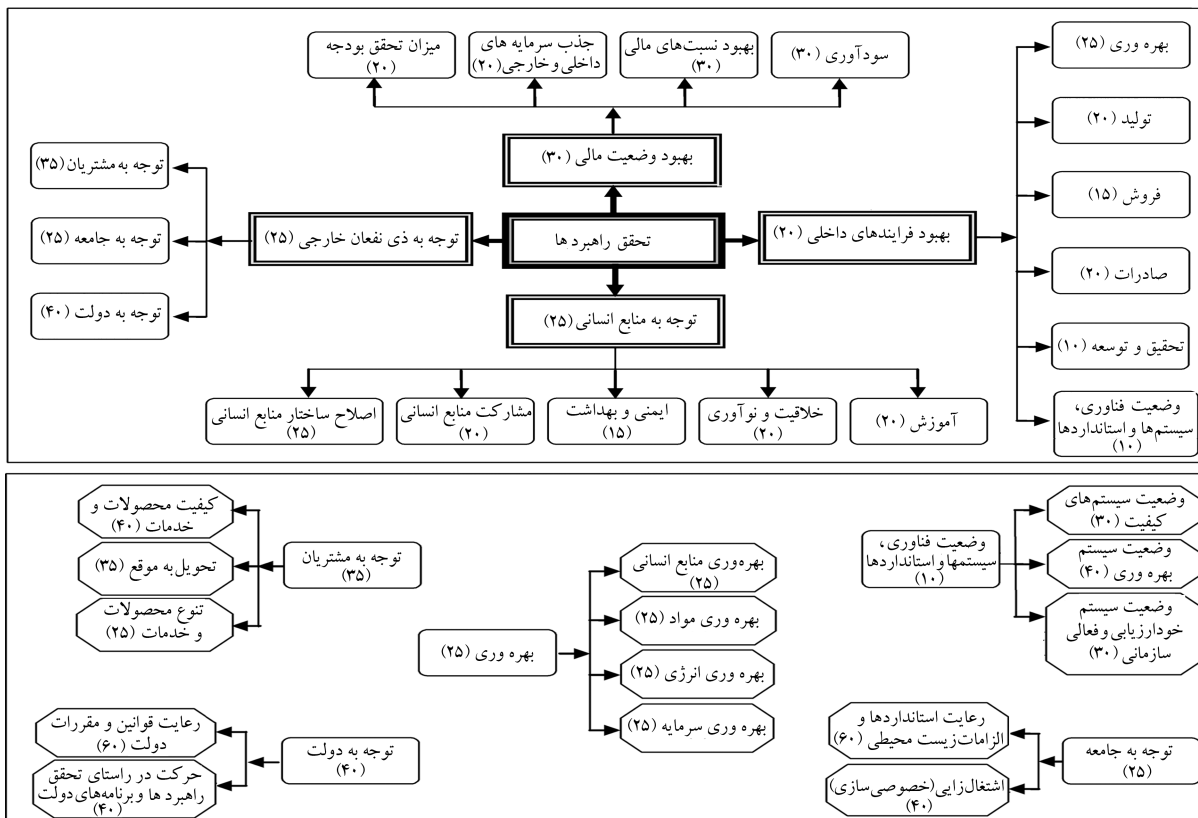 میزان تحقق بودجه
(۲۰)
جذب سرمایه های
داخلی و خارجی (۲۰)
بهبود نسبت‌های مالی
(۳۰)
سودآوری (۳۰)
بهره وری (۲۵)
تولید (۲۰)
فروش (۱۵)
صادرات (۲۰)
تحقیق و توسعه (۱۰)
وضعیت فناوری،
سیستم‌ها و استانداردها
(۱۰)
بهبود وضعیت مالی (۳۰)
توجه به مشتریان (۳۵)
توجه به جامعه (۲۵)
توجه به دولت (۴۰)
توجه به ذی نفعان خارجی (۲۵)
تحقق راهبرد ها
بهبود فرایندهای داخلی (۲۰)
توجه به منابع انسانی (۲۵)
آموزش (۲۰)
خلاقیت و نوآوری
(۲۰)
ایمنی و بهداشت
(۱۵)
مشارکت منابع انسانی
(۲۰)
اصلاح ساختار منابع انسانی
(۲۵)
وضعیت فناوری،
سیستمها و استانداردها
(۱۰)
وضعیت سیستم‌های
کیفیت (۳۰)
وضعیت سیستم
بهره وری (۴۰)
وضعیت سیستم
خودارزیابی و فعالی
سازمانی (۳۰)
بهره وری (۲۵)
بهره‌وری منابع انسانی
(۲۵)
بهره وری مواد (۲۵)
بهره وری انرژی (۲۵)
بهره وری سرمایه (۲۵)
توجه به مشتریان
(۳۵)
کیفیت محصولات و
خدمات (۴۰)
تحویل به موقع (۳۵)
تنوع محصولات
و خدمات (۲۵)
توجه به جامعه
(۲۵)
رعایت استانداردها و
الزامات زیست محیطی (۶۰)
اشتغال‌زایی (خصوصی سازی)
(۴۰)
توجه به دولت
(۴۰)
رعایت قوانین و مقررات
دولت (۶۰)
حرکت در راستای تحقق
راهبرد ها و برنامه‌های دولت
(۴۰)